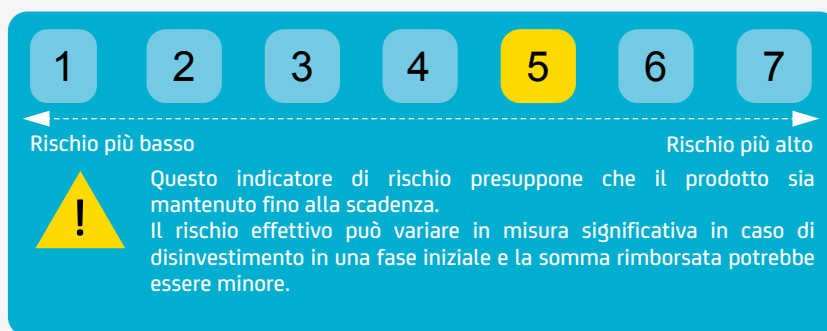 1 2 3 4 5 6 7
Rischio più basso Rischio più alto
!
Questo indicatore di rischio presuppone che il prodotto sia
mantenuto fino alla scadenza.
Il rischio effettivo può variare in misura significativa in caso di
disinvestimento in una fase iniziale e la somma rimborsata potrebbe
essere minore.